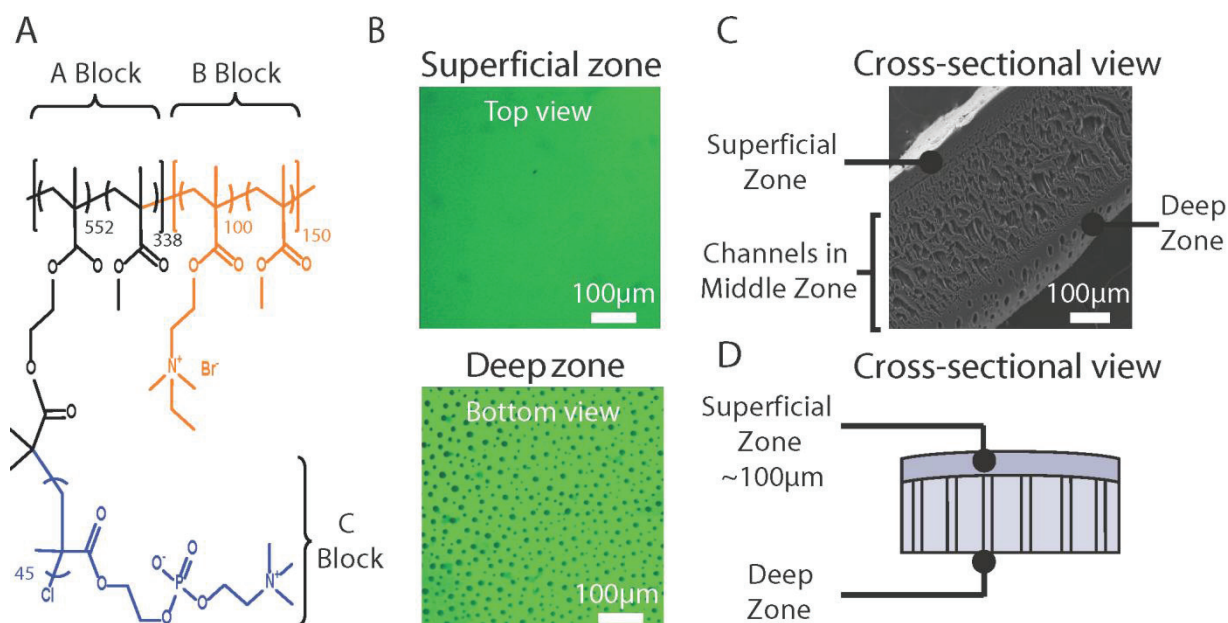 A
A Block
B Block
552
338
100
150
O
O
O
O
O
O
O
O
O
O
N+
Br-
45
Cl
O
O
O-
P
O
O
O
N+
C
Block
B
Superficial zone
Top view
100µm
Deep zone
Bottom view
100µm
C
Cross-sectional view
Superficial
Zone
Channels in
Middle Zone
Deep
Zone
100µm
D
Cross-sectional view
Superficial
Zone
~100µm
Deep
Zone